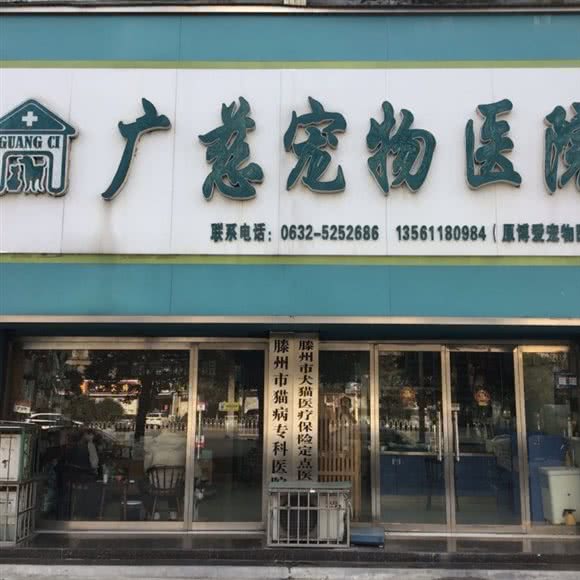 GUANG CI
广慈宠物医院
联系电话：0632-5252686 13561180984（原博爱宠物医
滕州市猫病专科医院
滕州市犬猫医疗保险定点医